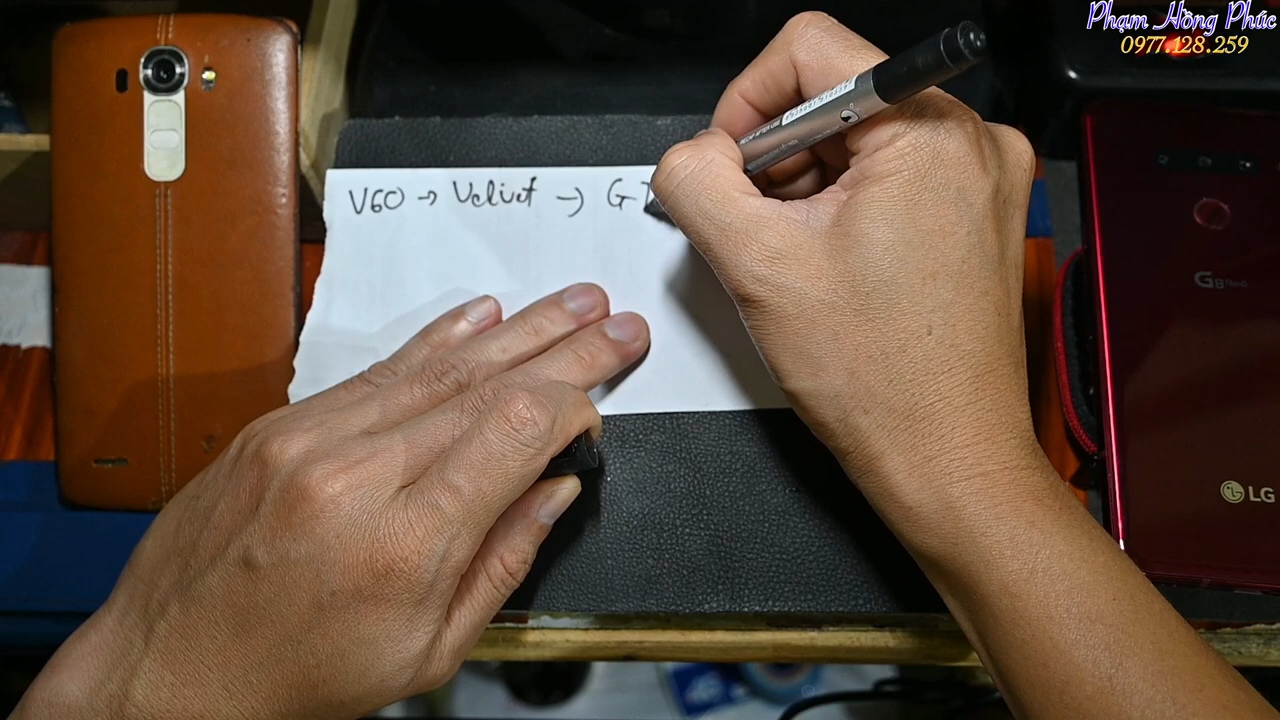 Phạm Hồng Phúc
0977.128.259
V60 → Velvet → G
G8 ThinQ
LG